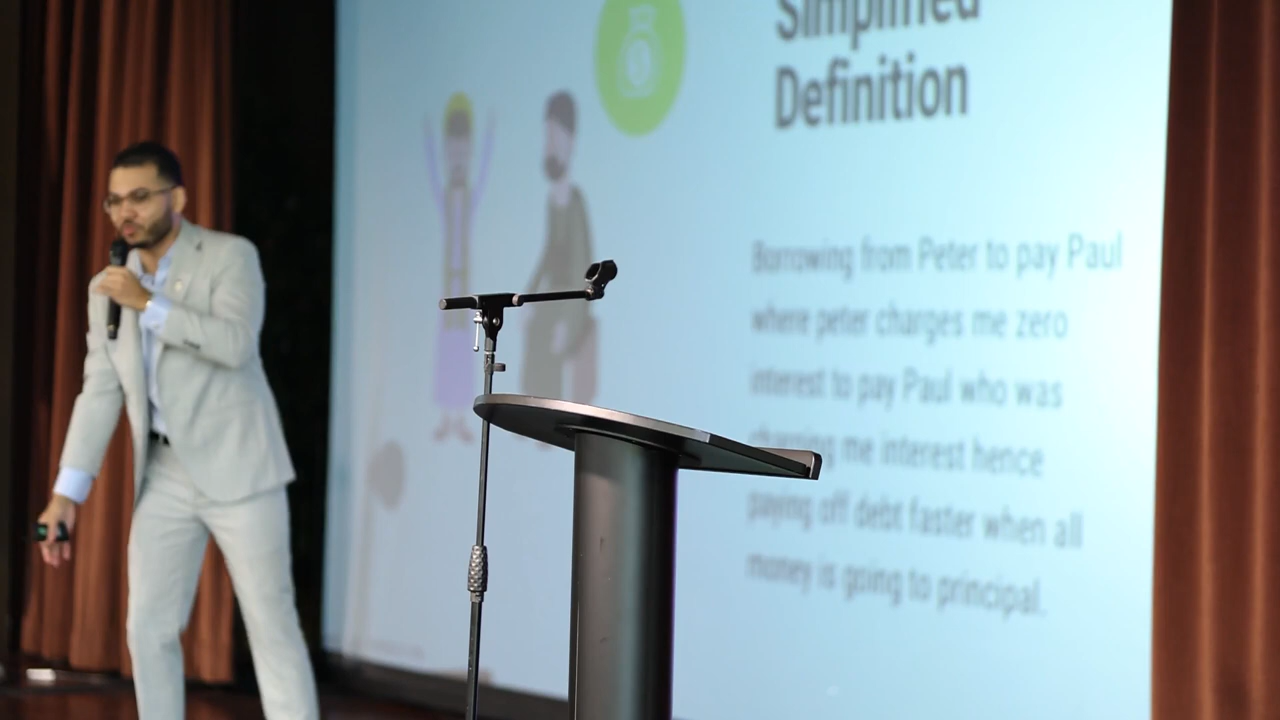 Simplified
Definition
Borrowing from Peter to pay Paul
where peter charges me zero
interest to pay Paul who was
charging me interest hence
paying off debt faster when all
money is going to principal.